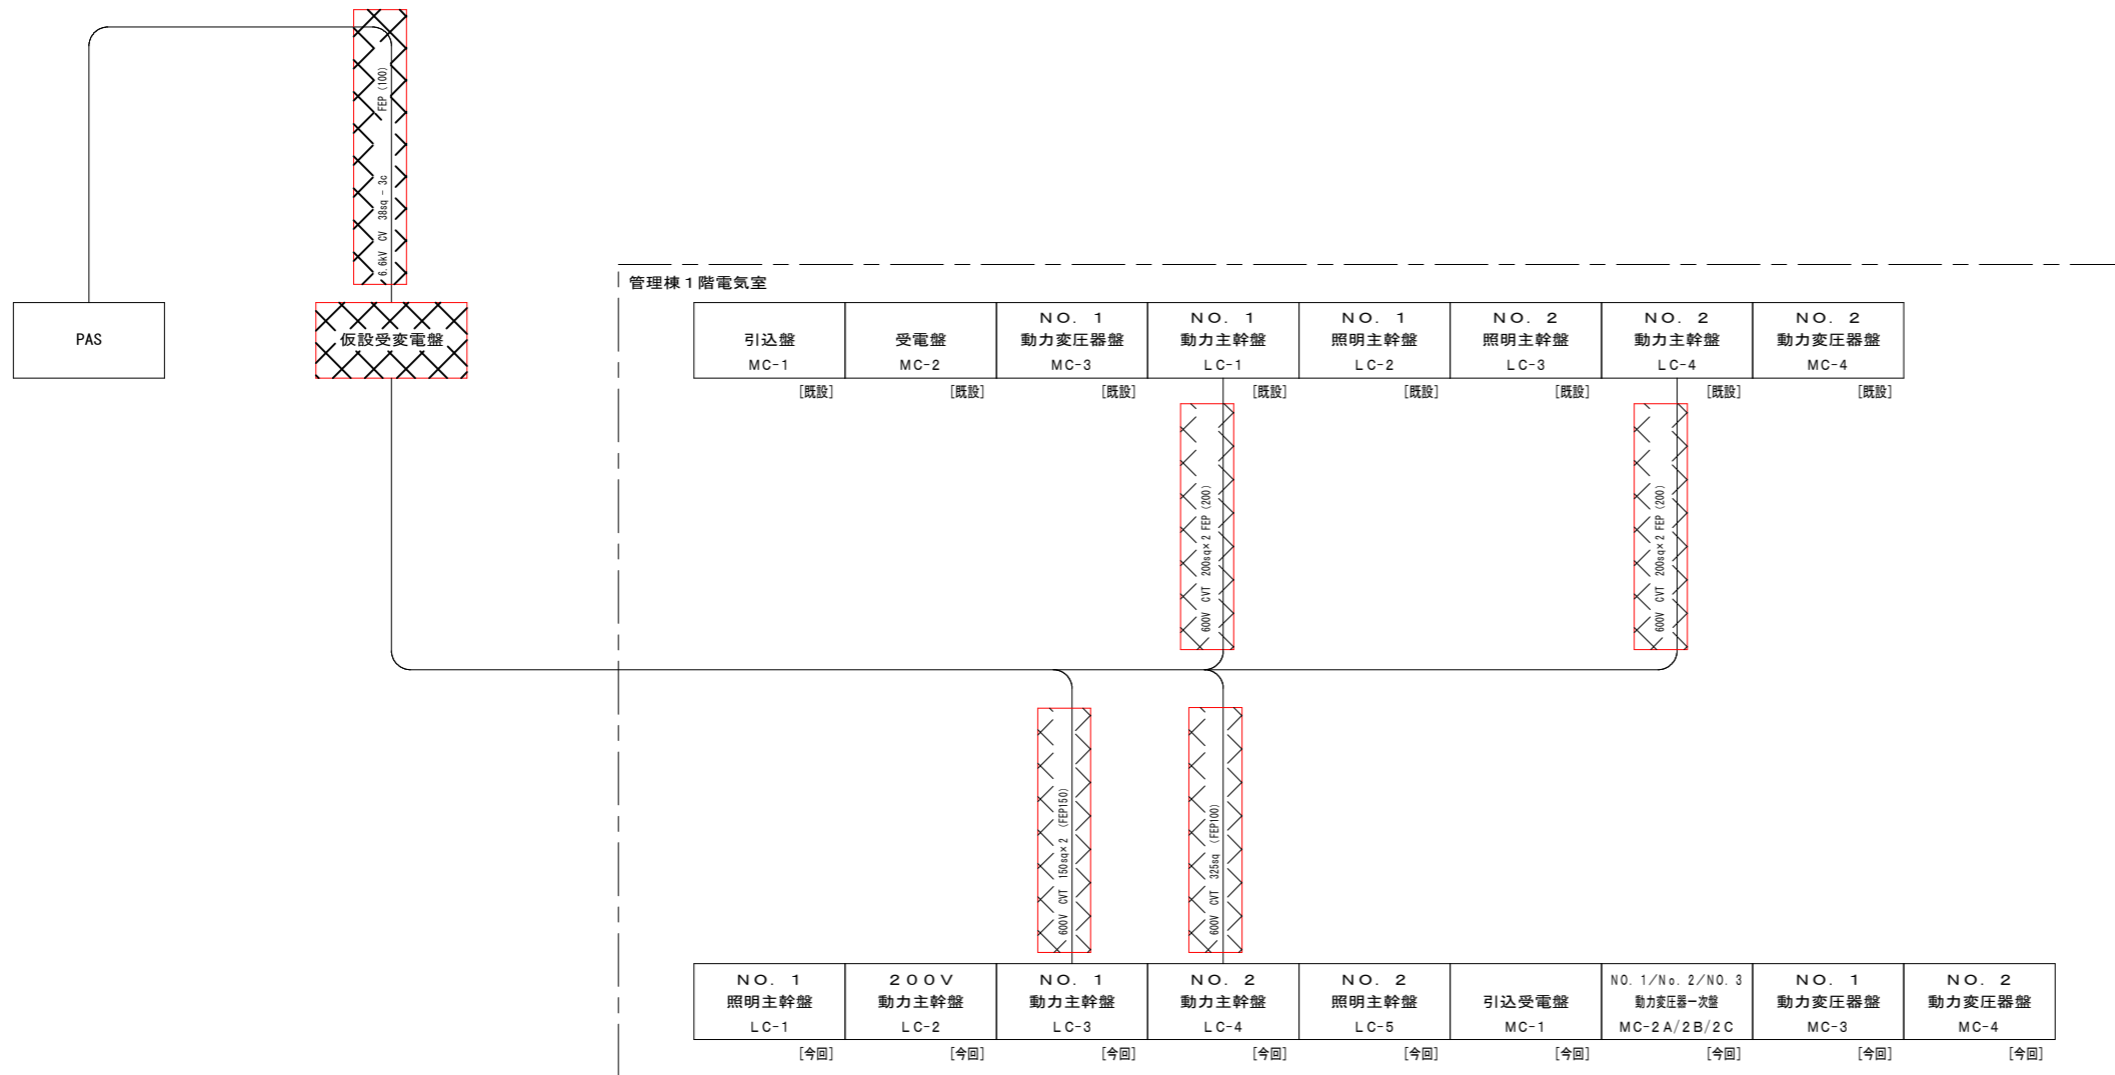 FEP (100)
6.6kV CV 38sq - 3c
PAS
仮設受変電盤
管理棟1階電気室
引込盤
MC-1
[既設]
受電盤
MC-2
[既設]
NO. 1
動力変圧器盤
MC-3
[既設]
NO. 1
動力主幹盤
LC-1
[既設]
NO. 1
照明主幹盤
LC-2
[既設]
NO. 2
照明主幹盤
LC-3
[既設]
NO. 2
動力主幹盤
LC-4
[既設]
NO. 2
動力変圧器盤
MC-4
[既設]
600V CVT 200sq×2 FEP (200)
600V CVT 200sq×2 FEP (200)
600V CVT 150sq×2 (FEP150)
600V CVT 325sq (FEP100)
NO. 1
照明主幹盤
LC-1
[今回]
200V
動力主幹盤
LC-2
[今回]
NO. 1
動力主幹盤
LC-3
[今回]
NO. 2
動力主幹盤
LC-4
[今回]
NO. 2
照明主幹盤
LC-5
[今回]
引込受電盤
MC-1
[今回]
NO. 1/No. 2/NO. 3
動力変圧器一次盤
MC-2A/2B/2C
[今回]
NO. 1
動力変圧器盤
MC-3
[今回]
NO. 2
動力変圧器盤
MC-4
[今回]